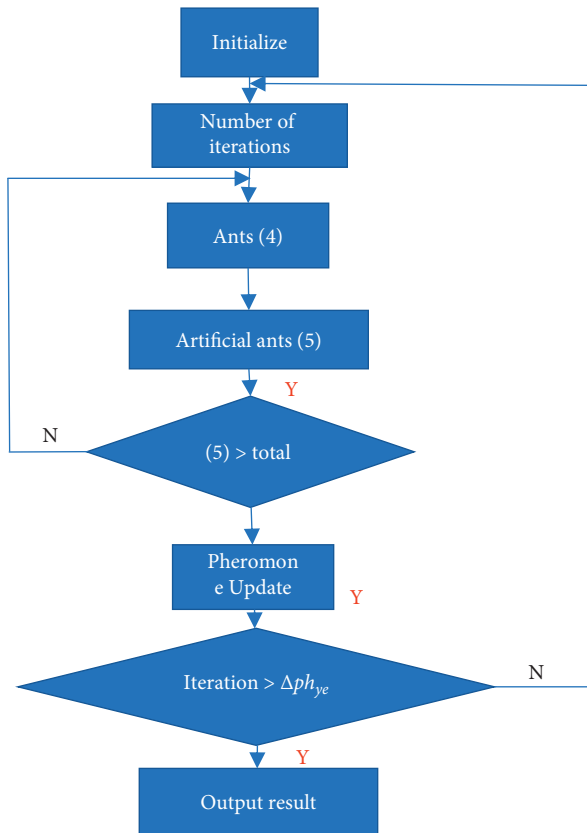 Initialize
Number of
iterations
Ants (4)
Artificial ants (5)
Y
N
(5) > total
Pheromon
e Update
Y
Iteration > Δph_ye
N
Y
Output result